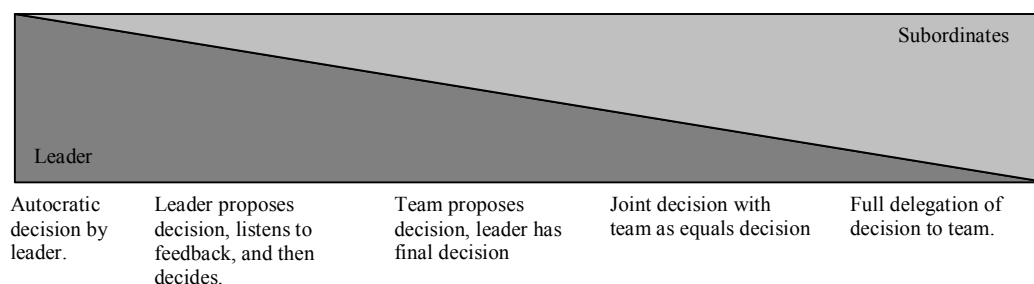 Subordinates
Leader
Autocratic
decision by
leader.
Leader proposes
decision, listens to
feedback, and then
decides.
Team proposes
decision, leader has
final decision
Joint decision with
team as equals decision
Full delegation of
decision to team.